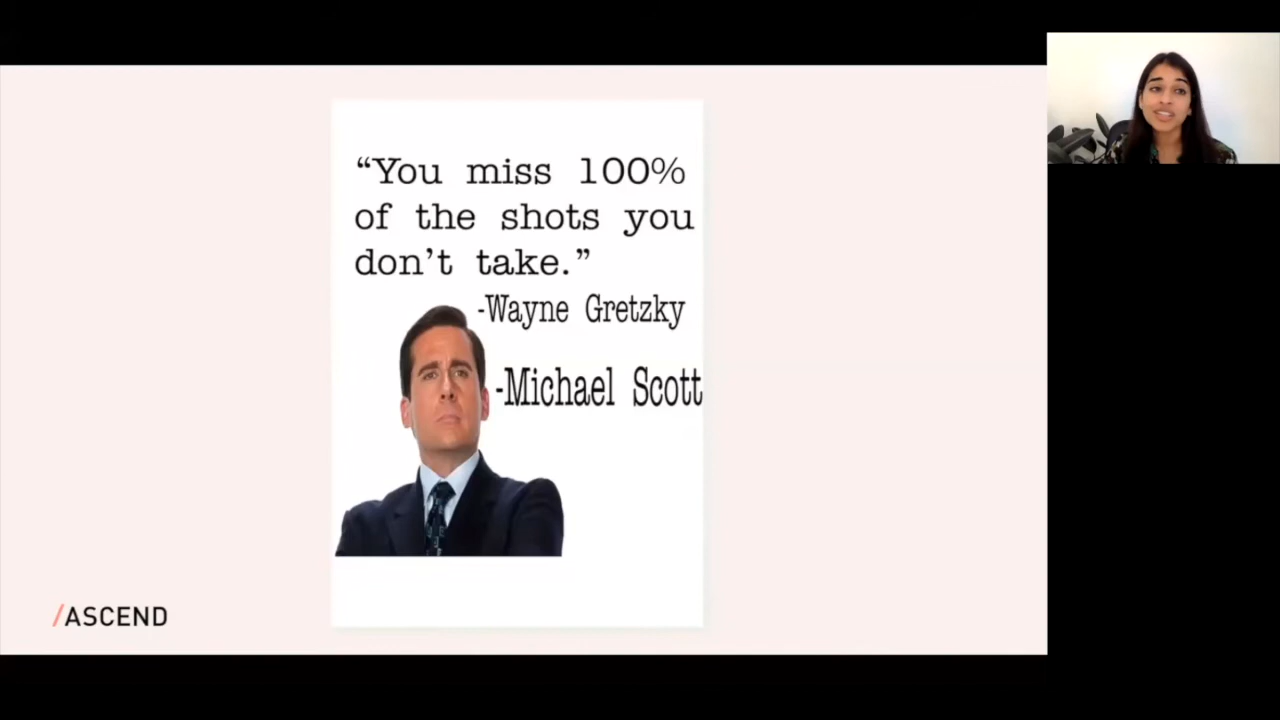 “You miss 100%
of the shots you
don’t take.”
-Wayne Gretzky
-Michael Scott
/ASCEND